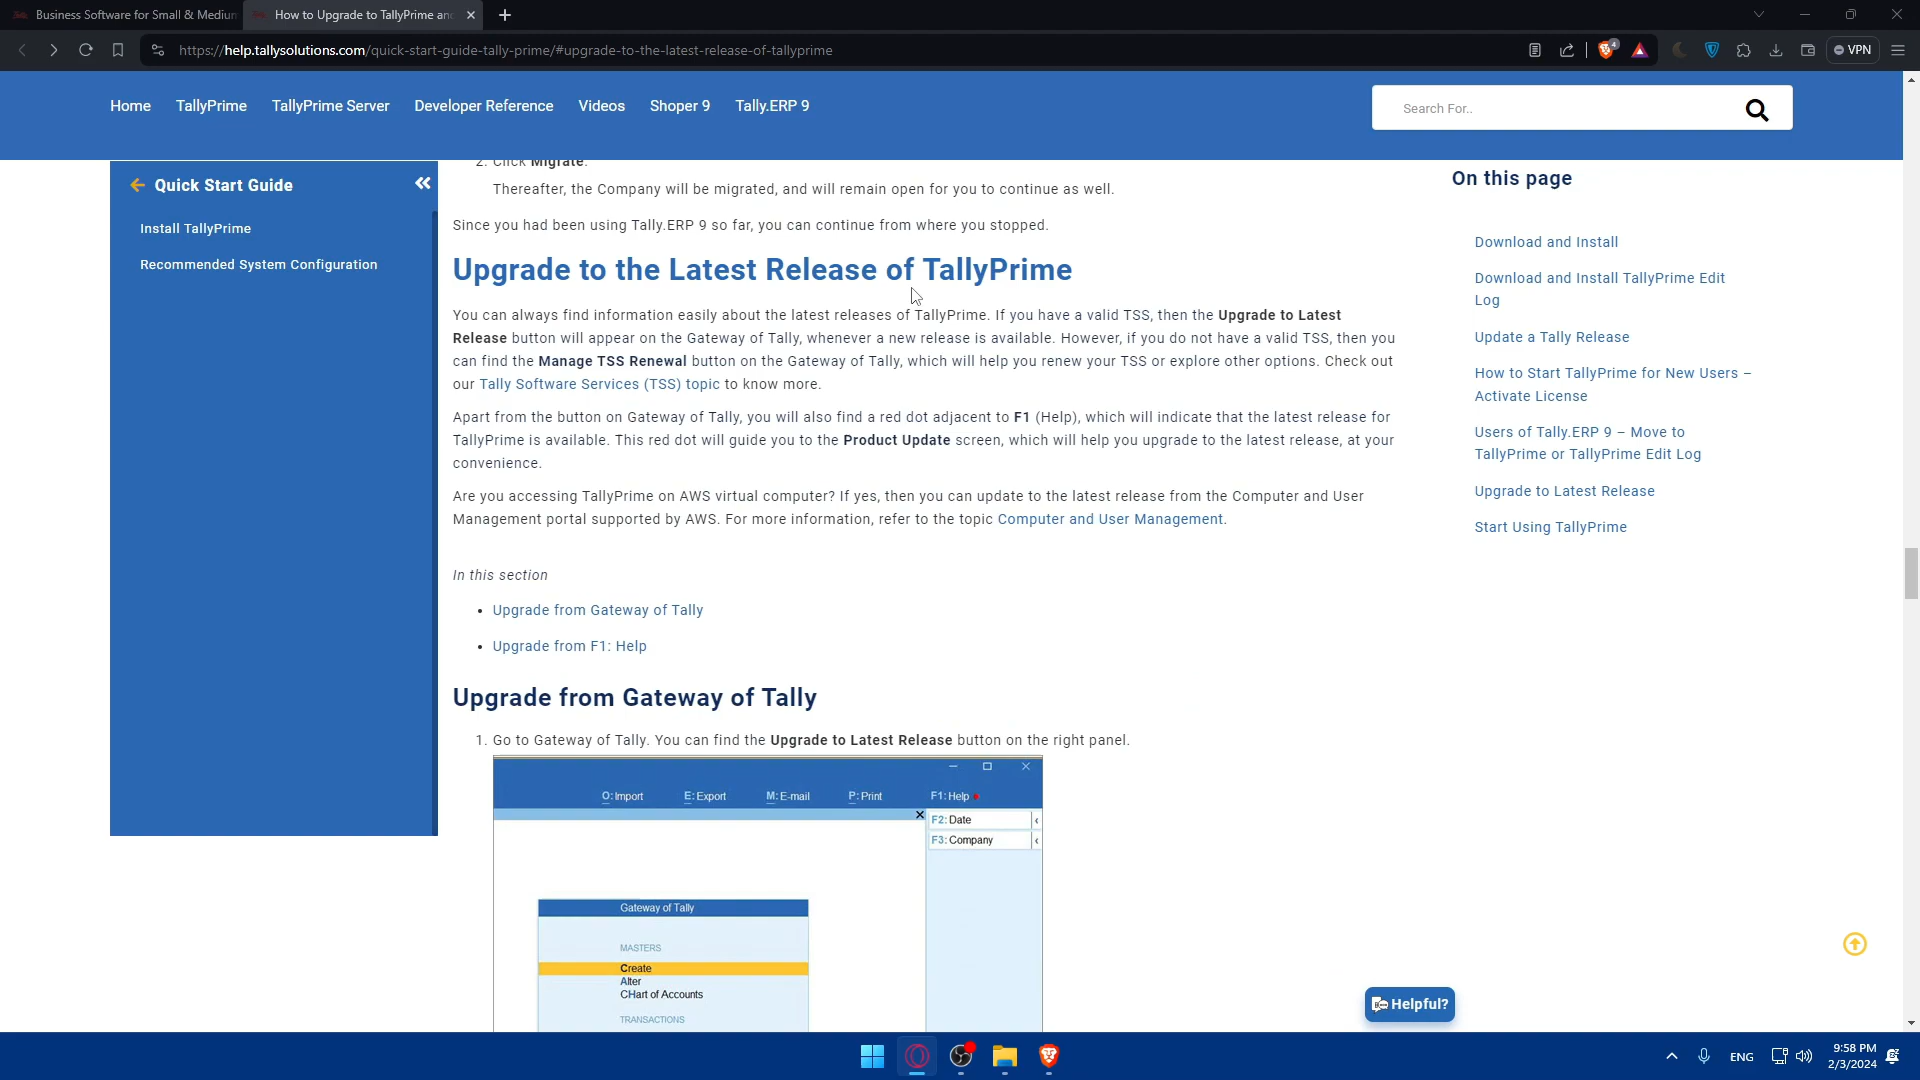 Business Software for Small & Medium
How to Upgrade to TallyPrime an
https://help.tallysolutions.com/quick-start-guide-tally-prime/#upgrade-to-the-latest-release-of-tallyprime
4
VPN
Home TallyPrime TallyPrime Server Developer Reference Videos Shoper 9 Tally.ERP 9
Search For..
Quick Start Guide
Install TallyPrime
Recommended System Configuration
2. Click Migrate.
Thereafter, the Company will be migrated, and will remain open for you to continue as well.
Since you had been using Tally.ERP 9 so far, you can continue from where you stopped.
Upgrade to the Latest Release of TallyPrime
You can always find information easily about the latest releases of TallyPrime. If you have a valid TSS, then the Upgrade to Latest
Release button will appear on the Gateway of Tally, whenever a new release is available. However, if you do not have a valid TSS, then you
can find the Manage TSS Renewal button on the Gateway of Tally, which will help you renew your TSS or explore other options. Check out
our Tally Software Services (TSS) topic to know more.
Apart from the button on Gateway of Tally, you will also find a red dot adjacent to F1 (Help), which will indicate that the latest release for
TallyPrime is available. This red dot will guide you to the Product Update screen, which will help you upgrade to the latest release, at your
convenience.
Are you accessing TallyPrime on AWS virtual computer? If yes, then you can update to the latest release from the Computer and User
Management portal supported by AWS. For more information, refer to the topic Computer and User Management.
In this section
• Upgrade from Gateway of Tally
• Upgrade from F1: Help
Upgrade from Gateway of Tally
1. Go to Gateway of Tally. You can find the Upgrade to Latest Release button on the right panel.
O: Import E: Export M: E-mail P: Print F1: Help
F2: Date
F3: Company
Gateway of Tally
MASTERS
Create
Alter
CHart of Accounts
TRANSACTIONS
On this page
Download and Install
Download and Install TallyPrime Edit
Log
Update a Tally Release
How to Start TallyPrime for New Users –
Activate License
Users of Tally.ERP 9 – Move to
TallyPrime or TallyPrime Edit Log
Upgrade to Latest Release
Start Using TallyPrime
Helpful?
ENG
9:58 PM
2/3/2024